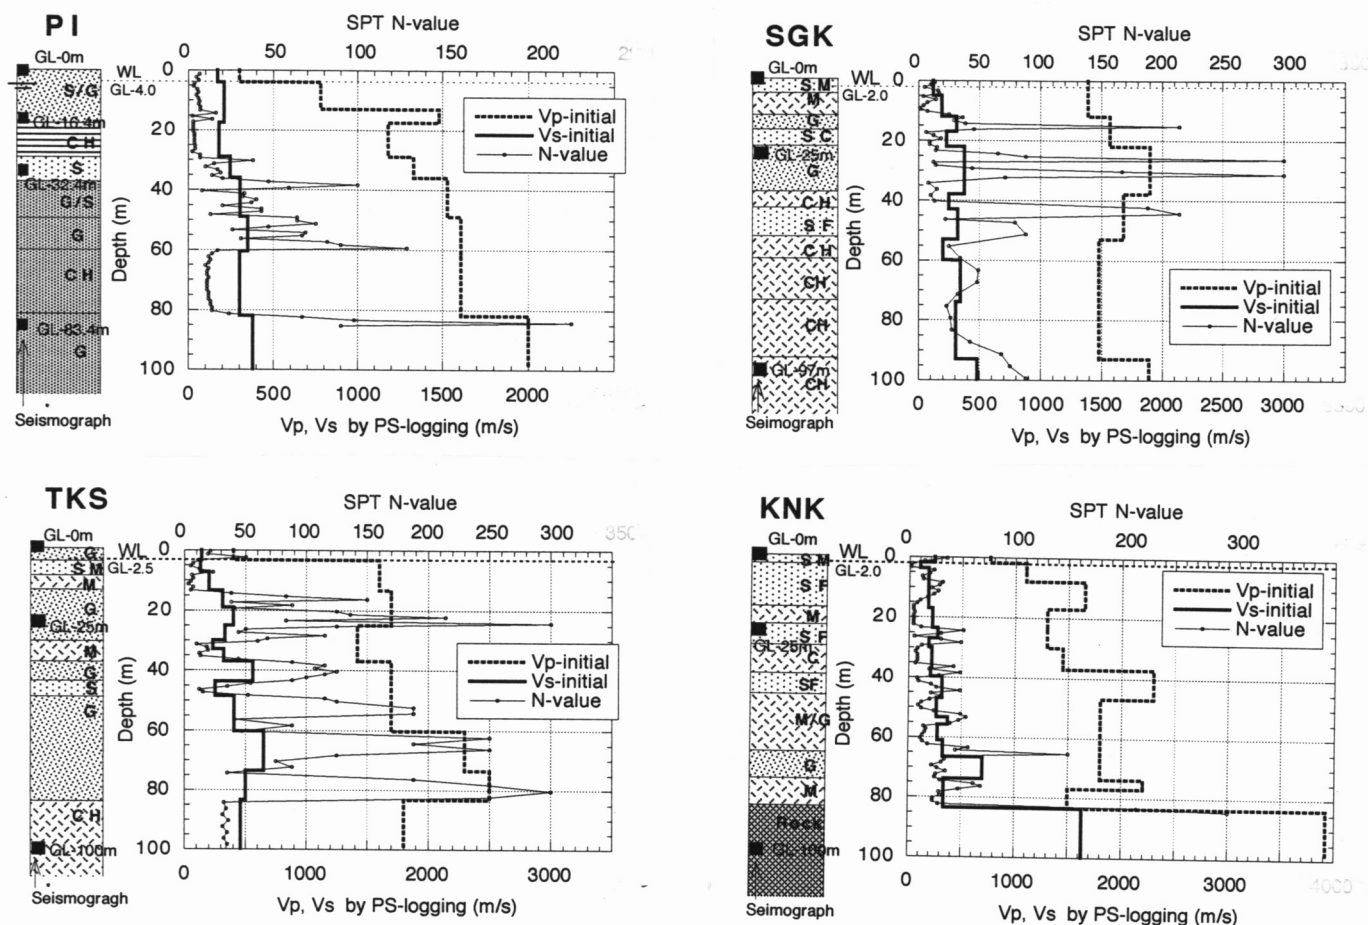 PI
SPT N-value
0 50 100 150 200
GL-0m
WL
GL-4.0
S/G
GL-16.4m
CH
S
GL-32.4m
G/S
G
CH
GL-83.4m
G
Seismograph
Depth (m)
0
20
40
60
80
100
Vp-initial
Vs-initial
N-value
0 500 1000 1500 2000
Vp, Vs by PS-logging (m/s)
SGK
SPT N-value
0 50 100 150 200 250 300
GL-0m
WL
GL-2.0
SM
M
G
SC
GL-25m
G
CH
SF
CH
CH
CH
GL-97m
CH
Seismograph
Depth (m)
0
20
40
60
80
100
Vp-initial
Vs-initial
N-value
0 500 1000 1500 2000 2500 3000
Vp, Vs by PS-logging (m/s)
TKS
SPT N-value
0 50 100 150 200 250 300 350
GL-0m
WL
GL-2.5
G
SM
M
G
GL-25m
M
G
S
G
CH
GL-100m
Seismograph
Depth (m)
0
20
40
60
80
100
Vp-initial
Vs-initial
N-value
0 1000 2000 3000
Vp, Vs by PS-logging (m/s)
KNK
SPT N-value
0 100 200 300
GL-0m
WL
GL-2.0
SM
SF
M
SF
GL-25m
C
SF
M/G
G
M
Rock
GL-100m
Seimograph
Depth (m)
0
20
40
60
80
100
Vp-initial
Vs-initial
N-value
0 1000 2000 3000 4000
Vp, Vs by PS-logging (m/s)